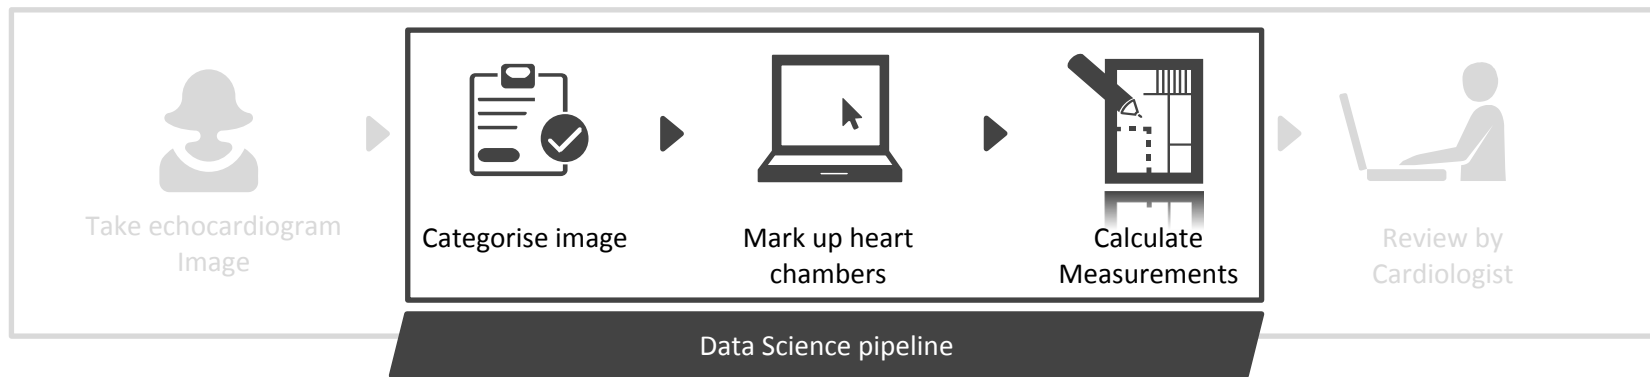 Take echocardiogram
Image
Categorise image
Mark up heart
chambers
Calculate
Measurements
Review by
Cardiologist
Data Science pipeline